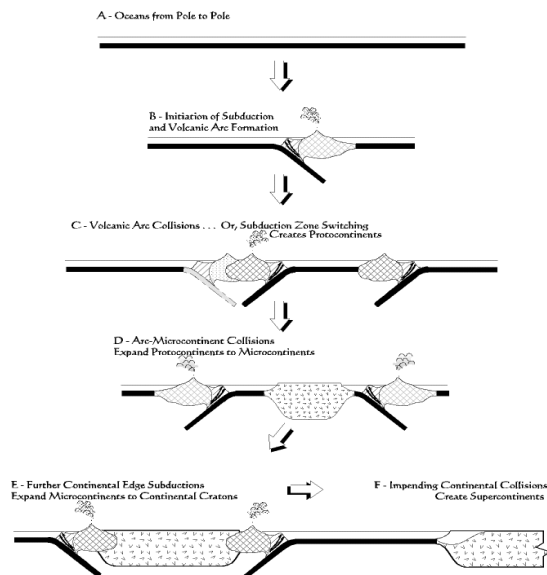 A - Oceans from Pole to Pole
B - Initiation of Subduction
and Volcanic Arc Formation
C - Volcanic Arc Collisions . . . Or, Subduction Zone Switching
Creates Protocontinents
D - Arc-Microcontinent Collisions
Expand Protocontinents to Microcontinents
E - Further Continental Edge Subductions
Expand Microcontinents to Continental Cratons
F - Impending Continental Collisions
Create Supercontinents